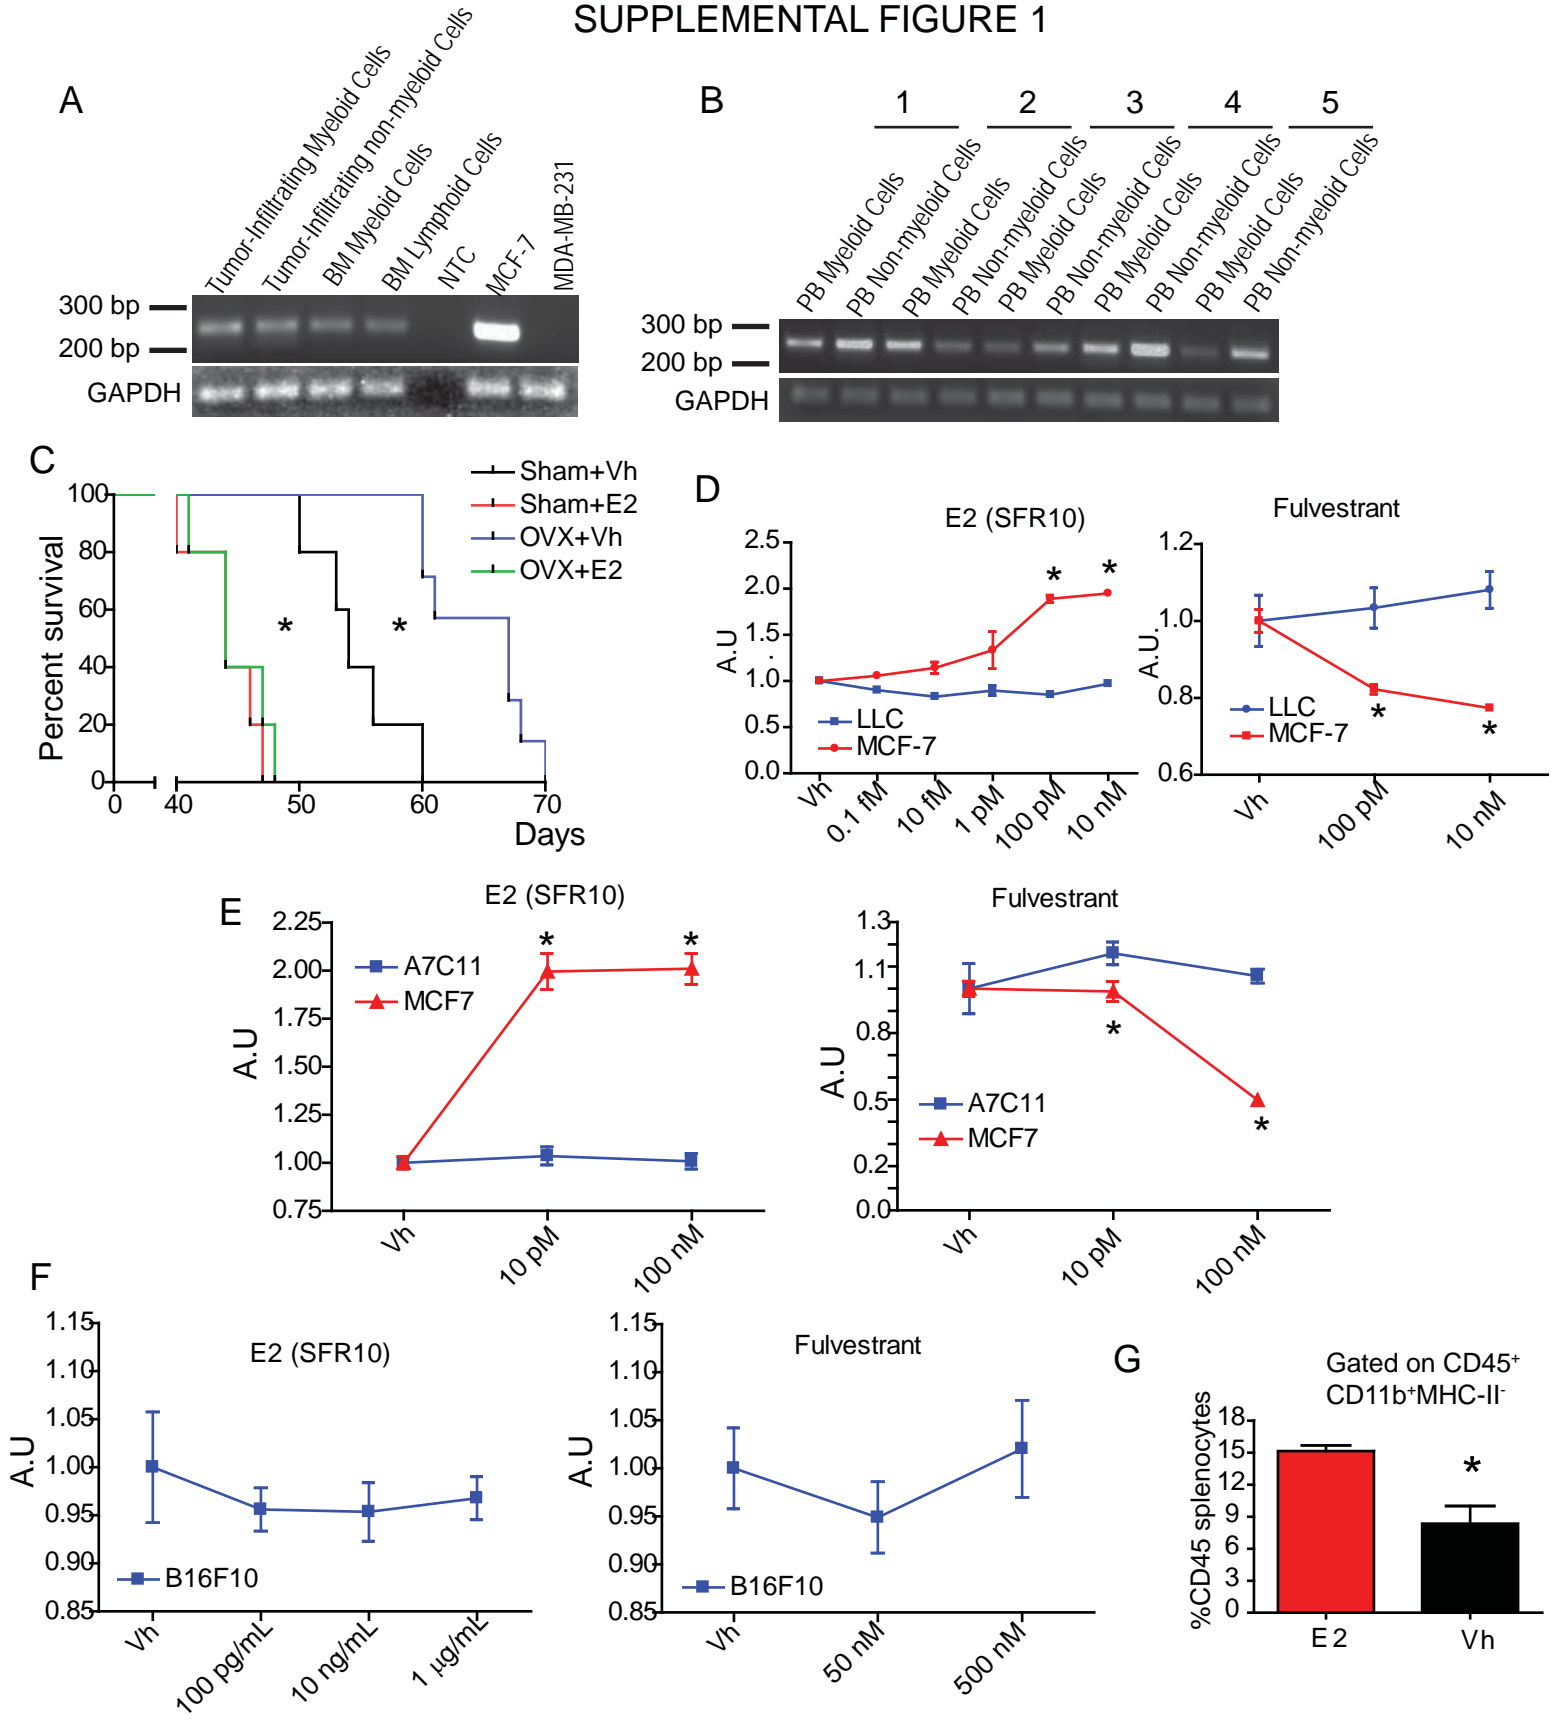 SUPPLEMENTAL FIGURE 1
A
Tumor-Infiltrating Myeloid Cells
Tumor-Infiltrating non-myeloid Cells
BM Myeloid Cells
BM Lymphoid Cells
NTC
MCF-7
MDA-MB-231
300 bp
200 bp
GAPDH
B
1
2
3
4
5
PB Myeloid Cells
PB Non-myeloid Cells
PB Myeloid Cells
PB Non-myeloid Cells
PB Myeloid Cells
PB Non-myeloid Cells
PB Myeloid Cells
PB Non-myeloid Cells
PB Myeloid Cells
PB Non-myeloid Cells
300 bp
200 bp
GAPDH
C
Sham+Vh
Sham+E2
OVX+Vh
OVX+E2
Percent survival
100
80
60
40
20
0
* *
0 40 50 60 70
Days
D
E2 (SFR10)
A.U.
2.5
2.0
1.5
1.0
0.5
0.0
* *
LLC
MCF-7
Vh 0.1 fM 10 fM 1 pM 100 pM 10 nM
Fulvestrant
A.U.
1.2
1.0
0.8
0.6
LLC
MCF-7
* *
Vh 100 pM 10 nM
E
E2 (SFR10)
A.U
2.25
2.00
1.75
1.50
1.25
1.00
0.75
A7C11
MCF7
* *
Vh 10 pM 100 nM
Fulvestrant
A.U
1.3
1.1
0.8
0.5
0.2
0.0
A7C11
MCF7
* *
Vh 10 pM 100 nM
F
E2 (SFR10)
A.U
1.15
1.10
1.05
1.00
0.95
0.90
0.85
B16F10
Vh 100 pg/mL 10 ng/mL 1 µg/mL
Fulvestrant
A.U
1.15
1.10
1.05
1.00
0.95
0.90
0.85
B16F10
Vh 50 nM 500 nM
G
Gated on CD45⁺
CD11b⁺MHC-II⁻
%CD45 splenocytes
18
15
12
9
6
3
0
*
E2 Vh